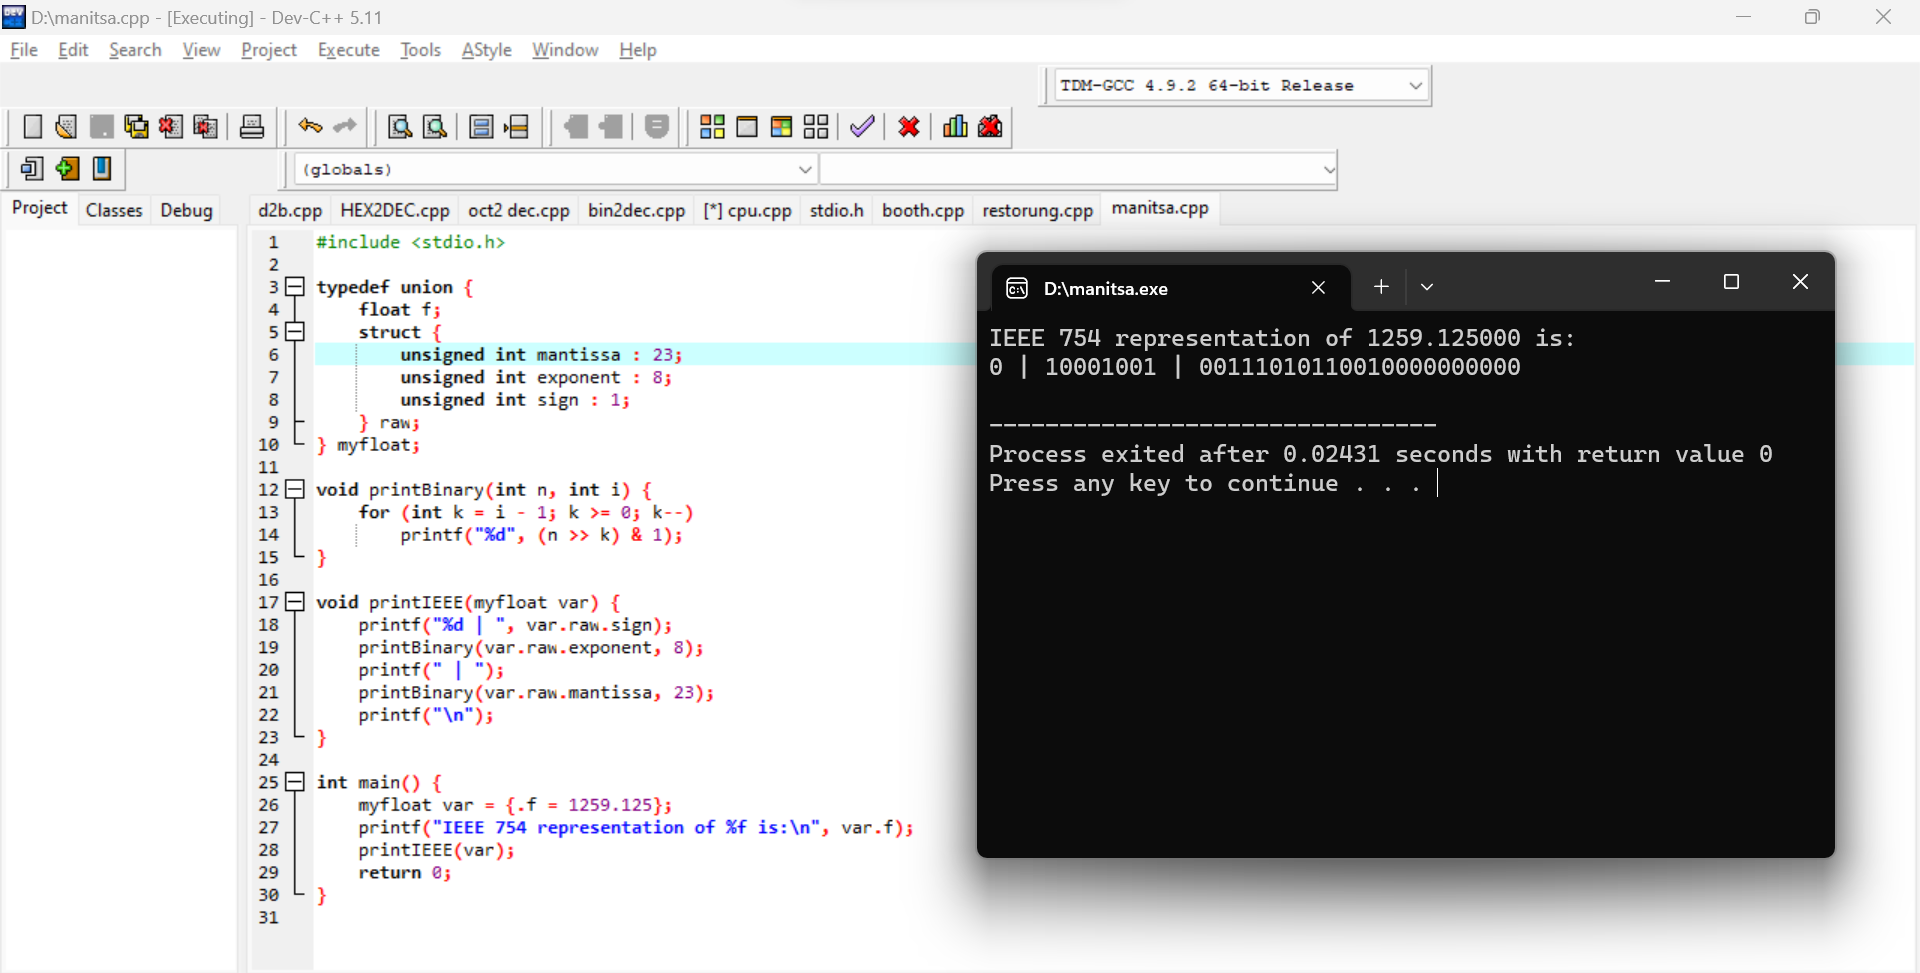 D:\manitsa.cpp - [Executing] - Dev-C++ 5.11
File Edit Search View Project Execute Tools AStyle Window Help
TDM-GCC 4.9.2 64-bit Release
(globals)
Project Classes Debug
d2b.cpp HEX2DEC.cpp oct2 dec.cpp bin2dec.cpp [*] cpu.cpp stdio.h booth.cpp restorung.cpp manitsa.cpp
1 #include <stdio.h>
2
3 typedef union {
4     float f;
5     struct {
6         unsigned int mantissa : 23;
7         unsigned int exponent : 8;
8         unsigned int sign : 1;
9     } raw;
10 } myfloat;
11
12 void printBinary(int n, int i) {
13     for (int k = i - 1; k >= 0; k--)
14         printf("%d", (n >> k) & 1);
15 }
16
17 void printIEEE(myfloat var) {
18     printf("%d | ", var.raw.sign);
19     printBinary(var.raw.exponent, 8);
20     printf(" | ");
21     printBinary(var.raw.mantissa, 23);
22     printf("\n");
23 }
24
25 int main() {
26     myfloat var = {.f = 1259.125};
27     printf("IEEE 754 representation of %f is:\n", var.f);
28     printIEEE(var);
29     return 0;
30 }
31
D:\manitsa.exe
IEEE 754 representation of 1259.125000 is:
0 | 10001001 | 00111010110010000000000
--------------------------------
Process exited after 0.02431 seconds with return value 0
Press any key to continue . . .